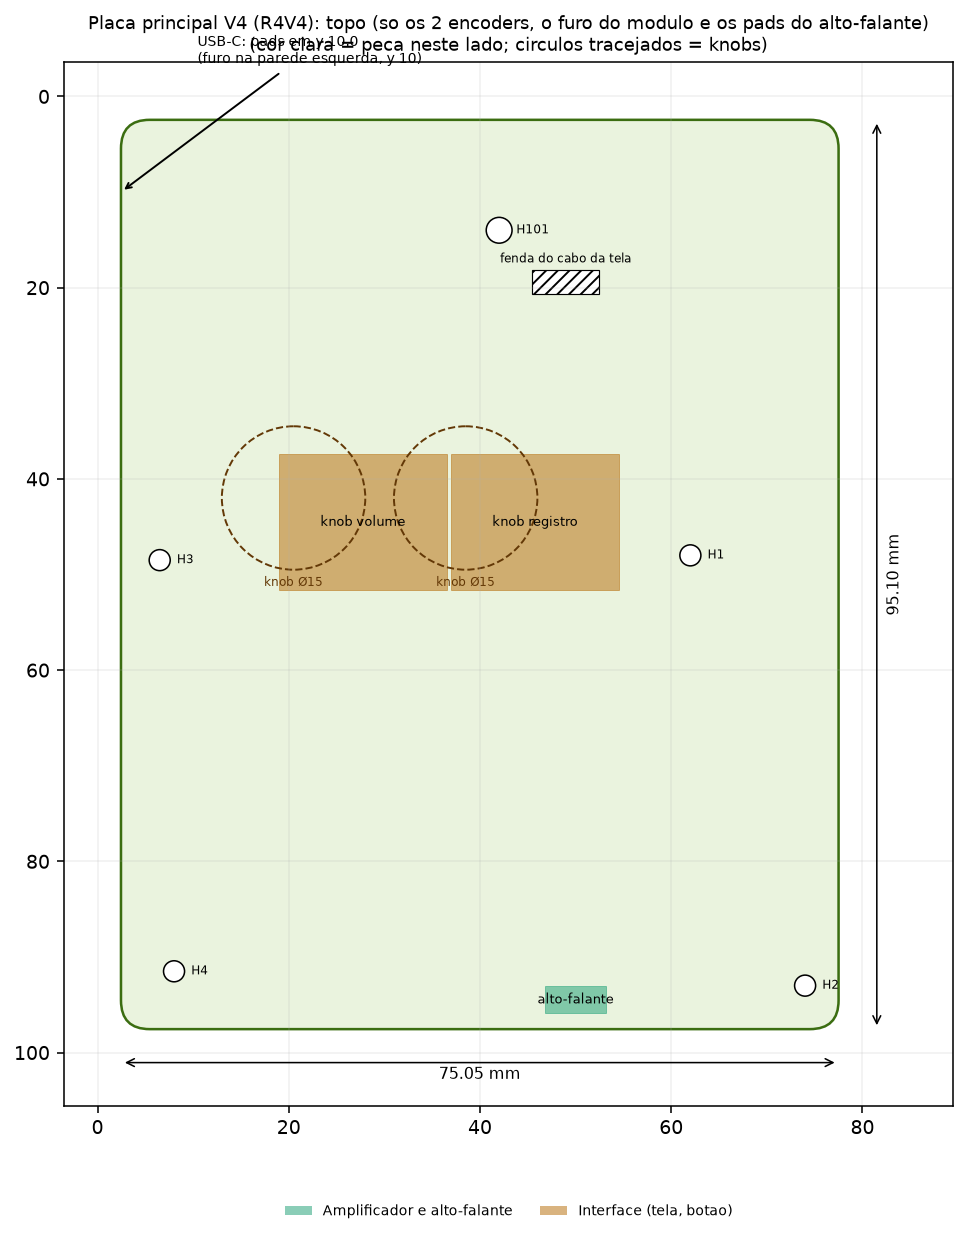 Placa principal V4 (R4V4): topo (so os 2 encoders, o furo do modulo e os pads do alto-falante)
(cor clara = peca neste lado; circulos tracejados = knobs)
USB-C: pads em y 10.0
(furo na parede esquerda, y 10)
0
H101
fenda do cabo da tela
20
40
knob volume
knob registro
H3
H1
knob Ø15
knob Ø15
95.10 mm
60
80
H4
H2
alto-falante
100
75.05 mm
0
20
40
60
80
Amplificador e alto-falante
Interface (tela, botao)